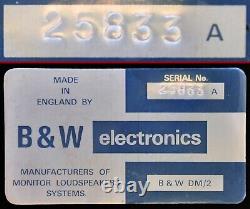 25833 A
MADE IN
ENGLAND BY
SERIAL No.
25833 A
B&W electronics
MANUFACTURERS OF
MONITOR LOUDSPEAKER
SYSTEMS.
B & W DM/2